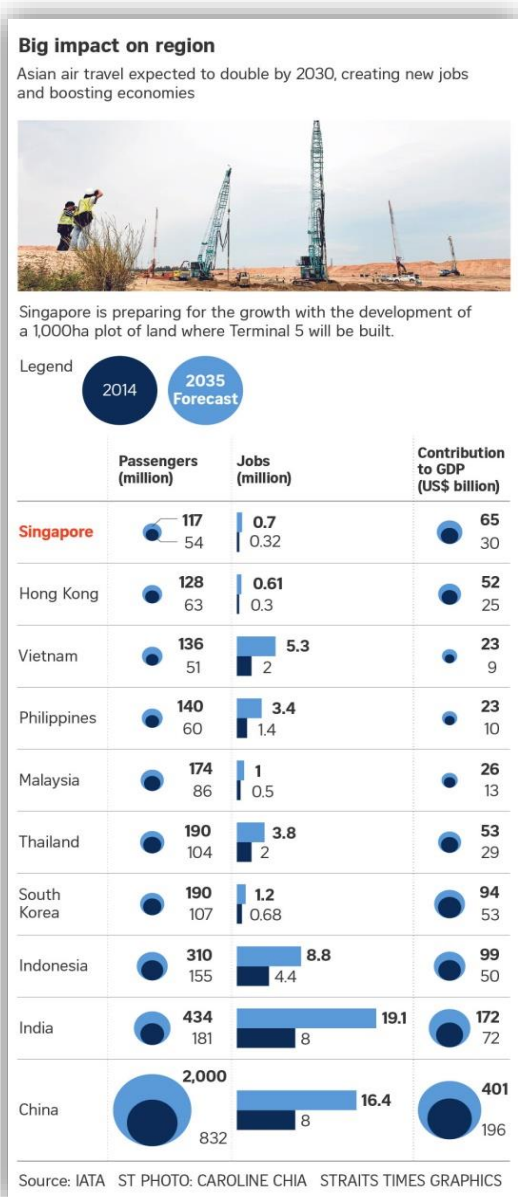 Big impact on region
Asian air travel expected to double by 2030, creating new jobs
and boosting economies
Singapore is preparing for the growth with the development of
a 1,000ha plot of land where Terminal 5 will be built.
Legend
2014
2035
Forecast
Passengers
(million)
Jobs
(million)
Contribution
to GDP
(US$ billion)
Singapore
117
54
0.7
0.32
65
30
Hong Kong
128
63
0.61
0.3
52
25
Vietnam
136
51
5.3
2
23
9
Philippines
140
60
3.4
1.4
23
10
Malaysia
174
86
1
0.5
26
13
Thailand
190
104
3.8
2
53
29
South
Korea
190
107
1.2
0.68
94
53
Indonesia
310
155
8.8
4.4
99
50
India
434
181
19.1
8
172
72
China
2,000
832
16.4
8
401
196
Source: IATA ST PHOTO: CAROLINE CHIA STRAITS TIMES GRAPHICS